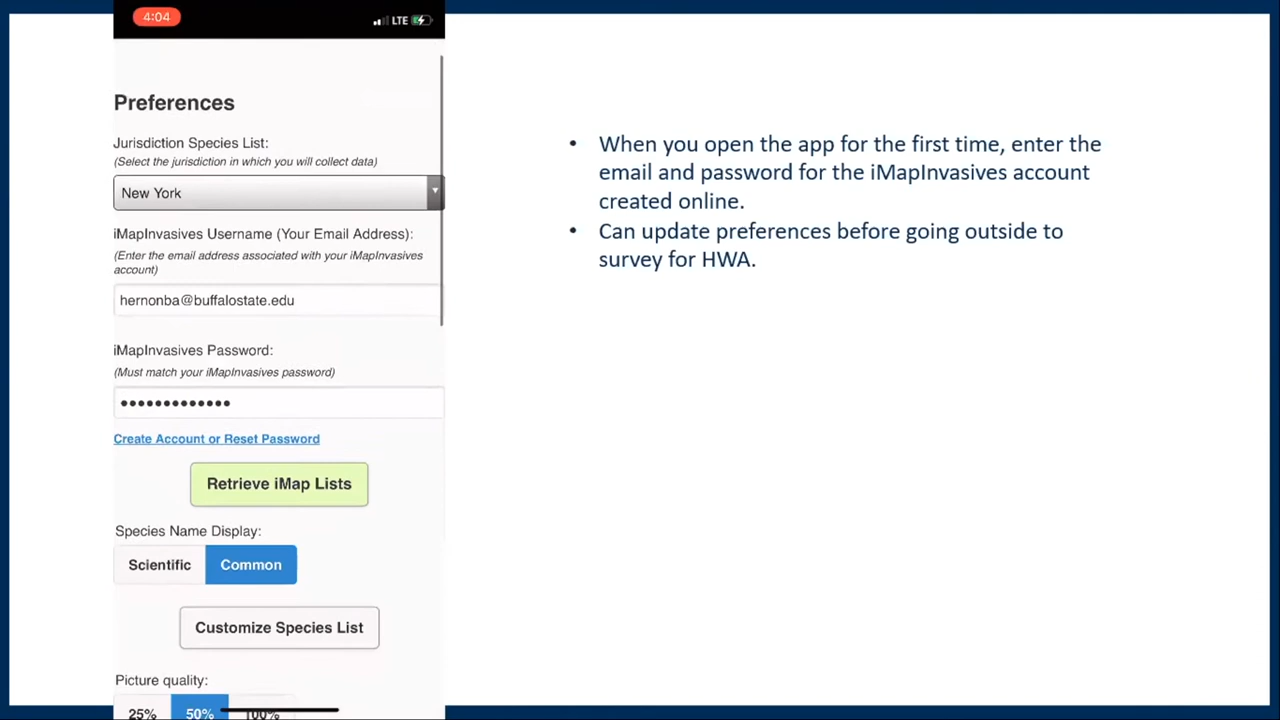 4:04
LTE
Preferences
Jurisdiction Species List:
(Select the jurisdiction in which you will collect data)
New York
iMapInvasives Username (Your Email Address):
(Enter the email address associated with your iMapInvasives
account)
hernonba@buffalostate.edu
iMapInvasives Password:
(Must match your iMapInvasives password)
•••••••••••••
Create Account or Reset Password
Retrieve iMap Lists
Species Name Display:
Scientific Common
Customize Species List
Picture quality:
25% 50% 100%
• When you open the app for the first time, enter the
email and password for the iMapInvasives account
created online.
• Can update preferences before going outside to
survey for HWA.